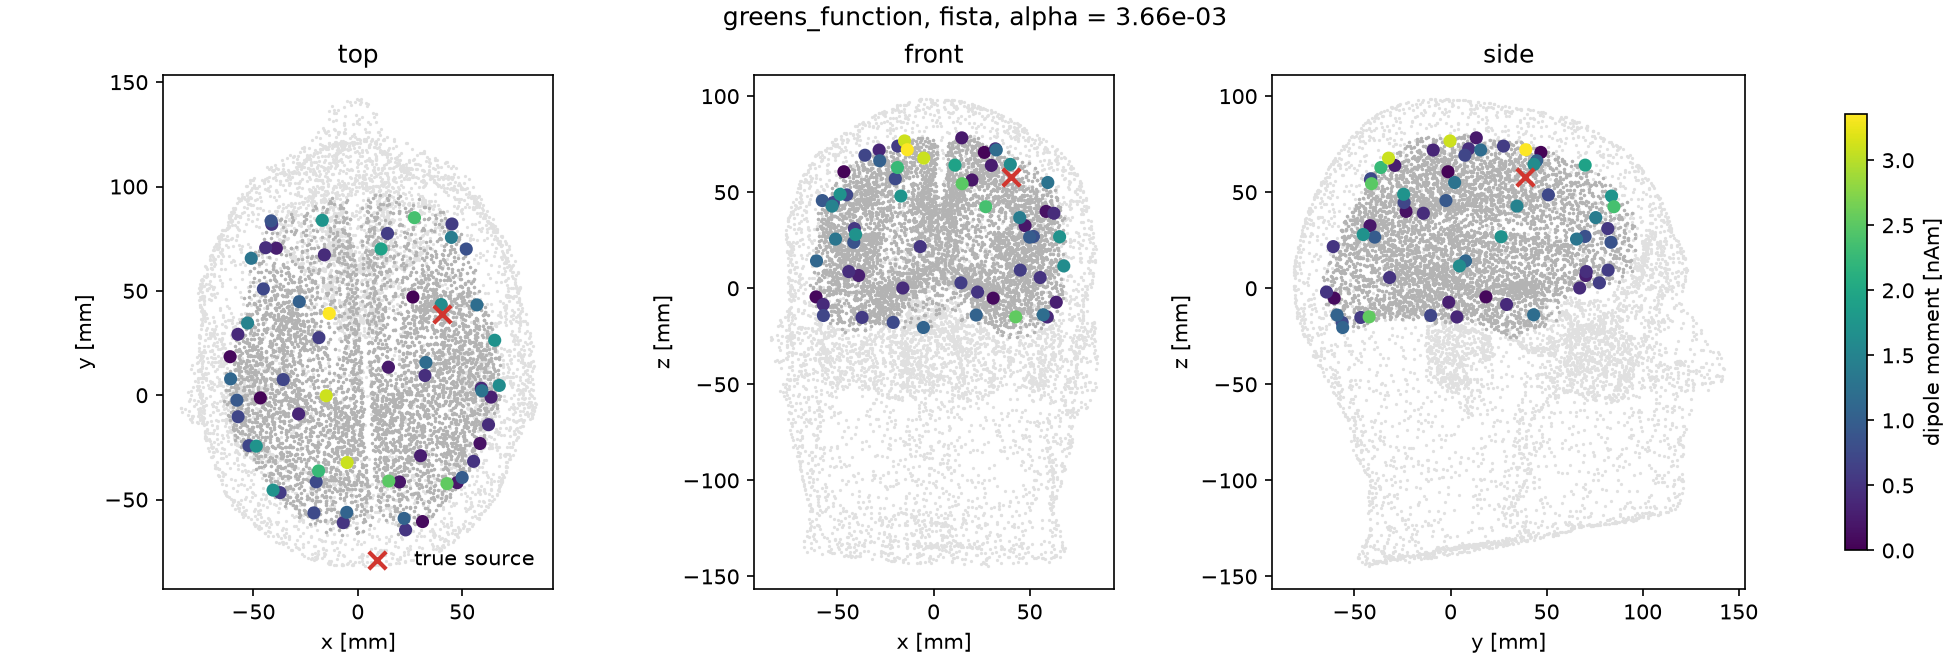 greens_function, fista, alpha = 3.66e-03
top
front
side
150
100
50
0
−50
−50
0
50
x [mm]
y [mm]
true source
100
50
0
−50
−100
−150
−50
0
50
x [mm]
z [mm]
100
50
0
−50
−100
−150
−50
0
50
100
150
y [mm]
z [mm]
3.0
2.5
2.0
1.5
1.0
0.5
0.0
dipole moment [nAm]